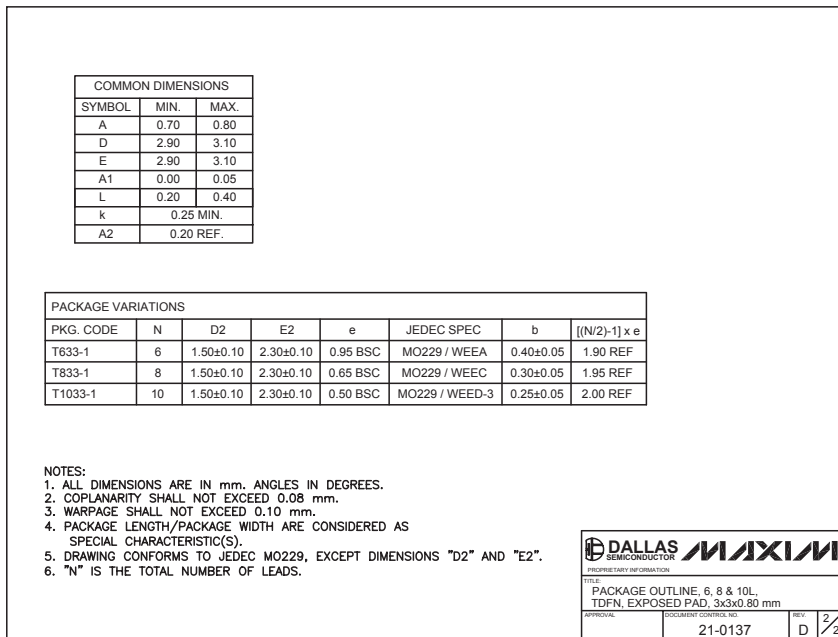 COMMON DIMENSIONS
SYMBOL MIN. MAX.
A 0.70 0.80
D 2.90 3.10
E 2.90 3.10
A1 0.00 0.05
L 0.20 0.40
k 0.25 MIN.
A2 0.20 REF.
PACKAGE VARIATIONS
PKG. CODE N D2 E2 e JEDEC SPEC b [(N/2)-1] x e
T633-1 6 1.50±0.10 2.30±0.10 0.95 BSC MO229 / WEEA 0.40±0.05 1.90 REF
T833-1 8 1.50±0.10 2.30±0.10 0.65 BSC MO229 / WEEC 0.30±0.05 1.95 REF
T1033-1 10 1.50±0.10 2.30±0.10 0.50 BSC MO229 / WEED-3 0.25±0.05 2.00 REF
NOTES:
1. ALL DIMENSIONS ARE IN mm. ANGLES IN DEGREES.
2. COPLANARITY SHALL NOT EXCEED 0.08 mm.
3. WARPAGE SHALL NOT EXCEED 0.10 mm.
4. PACKAGE LENGTH/PACKAGE WIDTH ARE CONSIDERED AS
SPECIAL CHARACTERISTIC(S).
5. DRAWING CONFORMS TO JEDEC MO229, EXCEPT DIMENSIONS "D2" AND "E2".
6. "N" IS THE TOTAL NUMBER OF LEADS.
DALLAS SEMICONDUCTOR MAXIM
PROPRIETARY INFORMATION
TITLE:
PACKAGE OUTLINE, 6, 8 & 10L,
TDFN, EXPOSED PAD, 3x3x0.80 mm
APPROVAL DOCUMENT CONTROL NO. REV.
21-0137 D 2/2